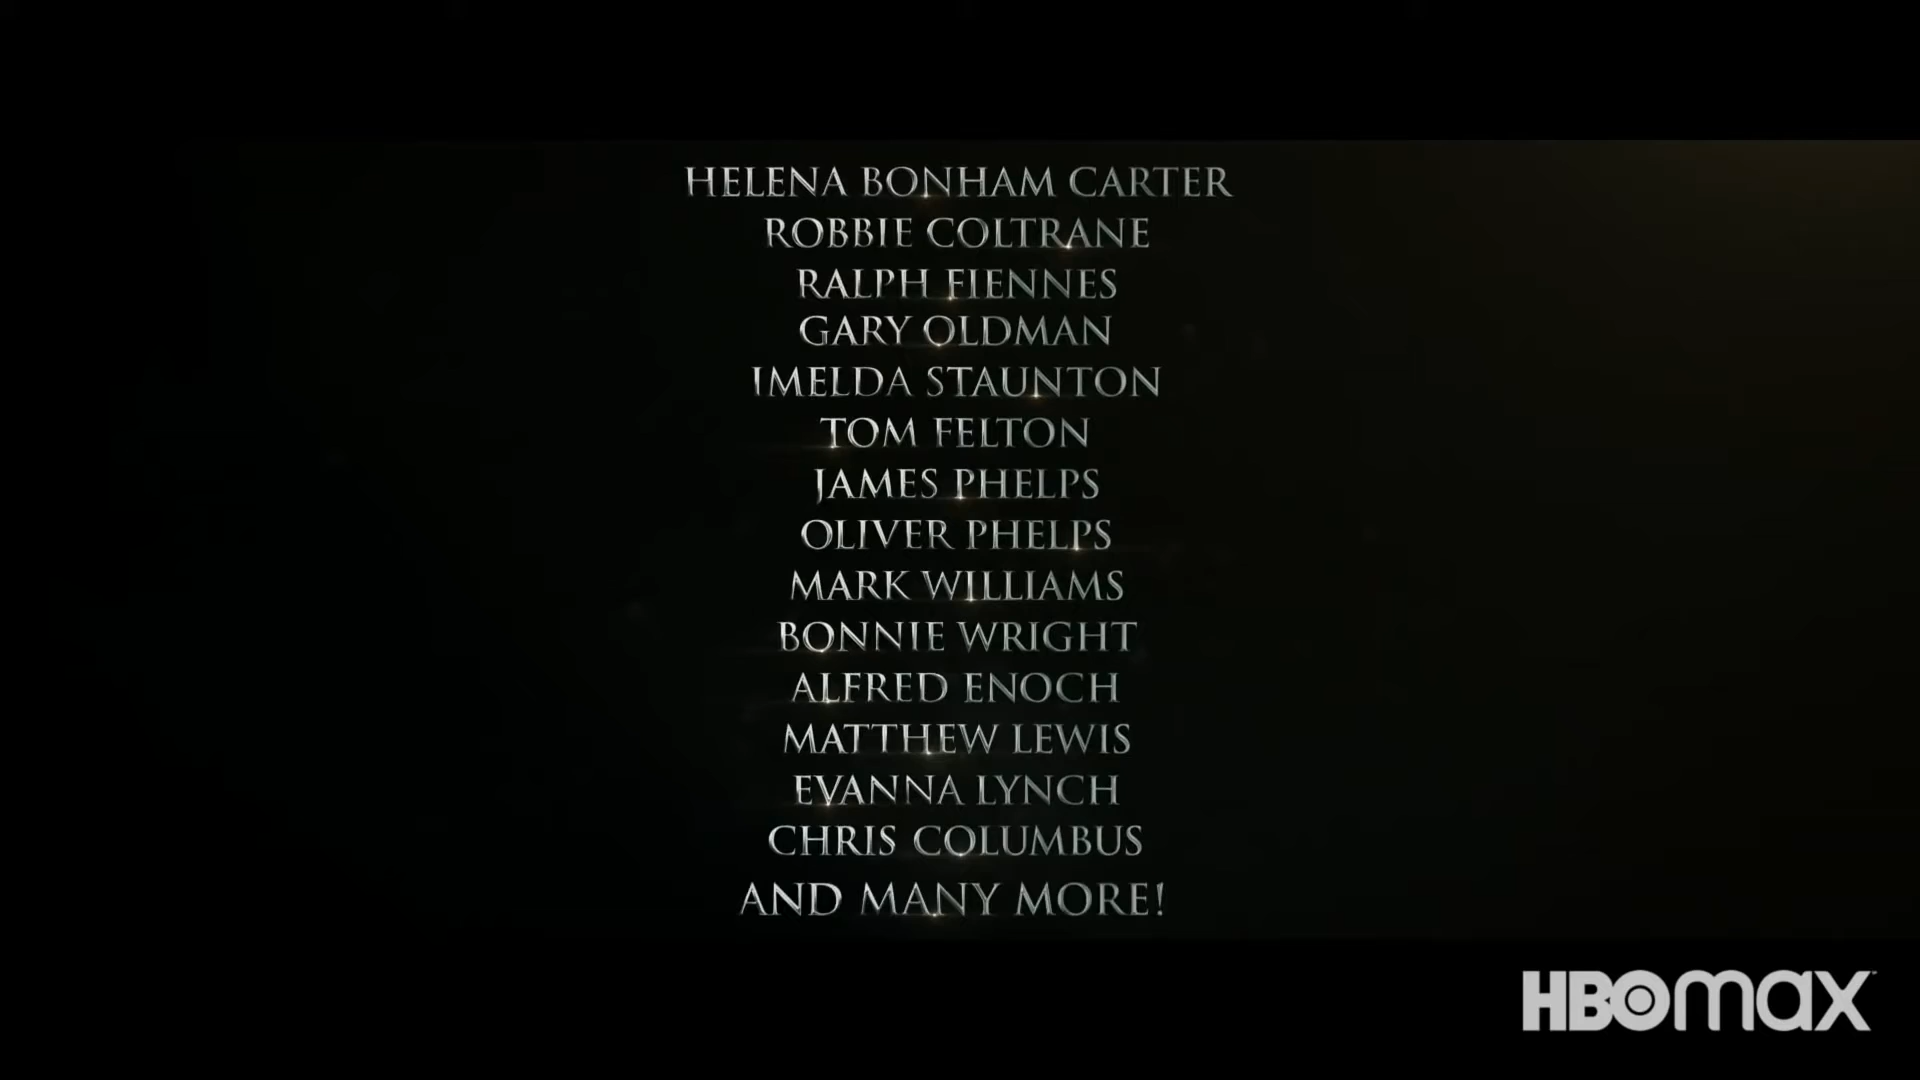 HELENA BONHAM CARTER
ROBBIE COLTRANE
RALPH FIENNES
GARY OLDMAN
IMELDA STAUNTON
TOM FELTON
JAMES PHELPS
OLIVER PHELPS
MARK WILLIAMS
BONNIE WRIGHT
ALFRED ENOCH
MATTHEW LEWIS
EVANNA LYNCH
CHRIS COLUMBUS
AND MANY MORE!
HBOmax